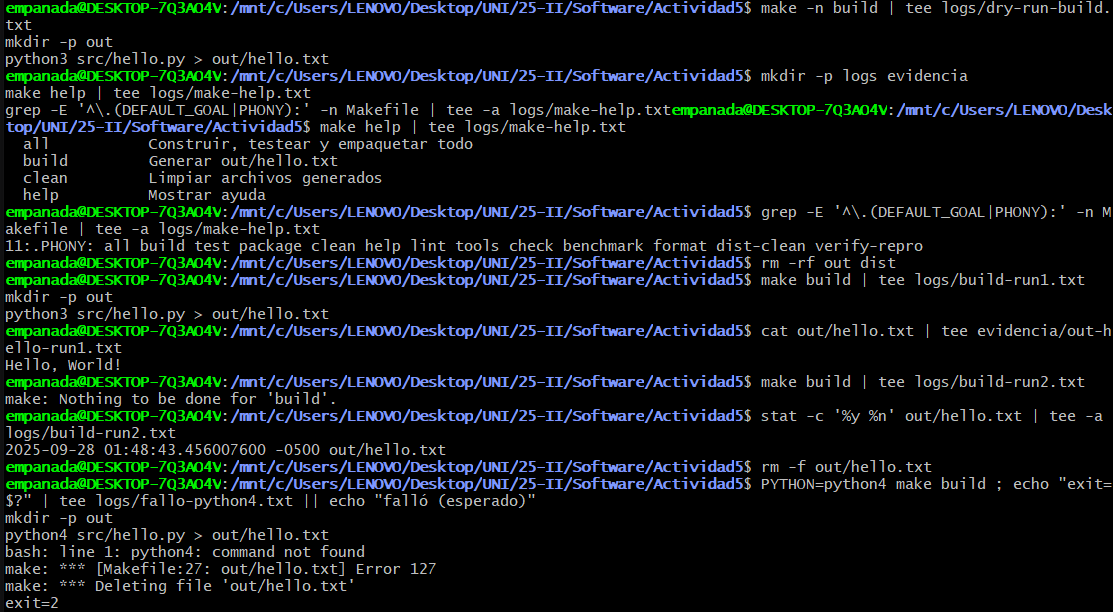 empanada@DESKTOP-7Q3AO4V:/mnt/c/Users/LENOVO/Desktop/UNI/25-II/Software/Actividad5$ make -n build | tee logs/dry-run-build.
txt
mkdir -p out
python3 src/hello.py > out/hello.txt
empanada@DESKTOP-7Q3AO4V:/mnt/c/Users/LENOVO/Desktop/UNI/25-II/Software/Actividad5$ mkdir -p logs evidencia
make help | tee logs/make-help.txt
grep -E '^\.(DEFAULT_GOAL|PHONY):' -n Makefile | tee -a logs/make-help.txtempanada@DESKTOP-7Q3AO4V:/mnt/c/Users/LENOVO/Desk
top/UNI/25-II/Software/Actividad5$ make help | tee logs/make-help.txt
  all           Construir, testear y empaquetar todo
  build         Generar out/hello.txt
  clean         Limpiar archivos generados
  help          Mostrar ayuda
empanada@DESKTOP-7Q3AO4V:/mnt/c/Users/LENOVO/Desktop/UNI/25-II/Software/Actividad5$ grep -E '^\.(DEFAULT_GOAL|PHONY):' -n M
akefile | tee -a logs/make-help.txt
11:.PHONY: all build test package clean help lint tools check benchmark format dist-clean verify-repro
empanada@DESKTOP-7Q3AO4V:/mnt/c/Users/LENOVO/Desktop/UNI/25-II/Software/Actividad5$ rm -rf out dist
empanada@DESKTOP-7Q3AO4V:/mnt/c/Users/LENOVO/Desktop/UNI/25-II/Software/Actividad5$ make build | tee logs/build-run1.txt
mkdir -p out
python3 src/hello.py > out/hello.txt
empanada@DESKTOP-7Q3AO4V:/mnt/c/Users/LENOVO/Desktop/UNI/25-II/Software/Actividad5$ cat out/hello.txt | tee evidencia/out-h
ello-run1.txt
Hello, World!
empanada@DESKTOP-7Q3AO4V:/mnt/c/Users/LENOVO/Desktop/UNI/25-II/Software/Actividad5$ make build | tee logs/build-run2.txt
make: Nothing to be done for 'build'.
empanada@DESKTOP-7Q3AO4V:/mnt/c/Users/LENOVO/Desktop/UNI/25-II/Software/Actividad5$ stat -c '%y %n' out/hello.txt | tee -a
logs/build-run2.txt
2025-09-28 01:48:43.456007600 -0500 out/hello.txt
empanada@DESKTOP-7Q3AO4V:/mnt/c/Users/LENOVO/Desktop/UNI/25-II/Software/Actividad5$ rm -f out/hello.txt
empanada@DESKTOP-7Q3AO4V:/mnt/c/Users/LENOVO/Desktop/UNI/25-II/Software/Actividad5$ PYTHON=python4 make build ; echo "exit=
$?" | tee logs/fallo-python4.txt || echo "falló (esperado)"
mkdir -p out
python4 src/hello.py > out/hello.txt
bash: line 1: python4: command not found
make: *** [Makefile:27: out/hello.txt] Error 127
make: *** Deleting file 'out/hello.txt'
exit=2